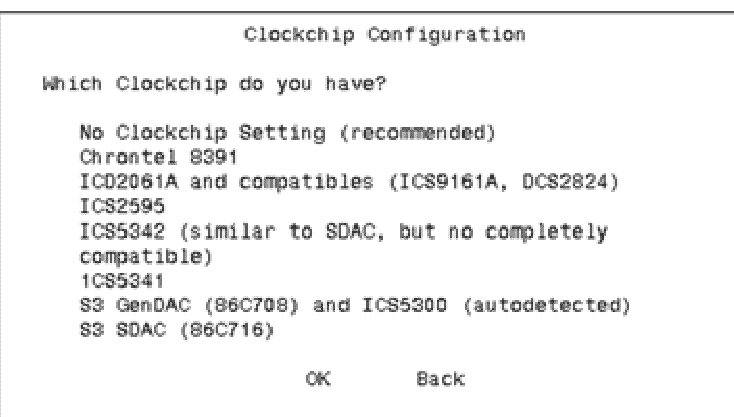 Clockchip Configuration
Which Clockchip do you have?
No Clockchip Setting (recommended)
Chrontel 8391
ICD2061A and compatibles (ICS9161A, DCS2824)
ICS2595
ICS5342 (similar to SDAC, but no completely
compatible)
1CS5341
S3 GenDAC (86C708) and ICS5300 (autodetected)
S3 SDAC (86C716)
OK Back